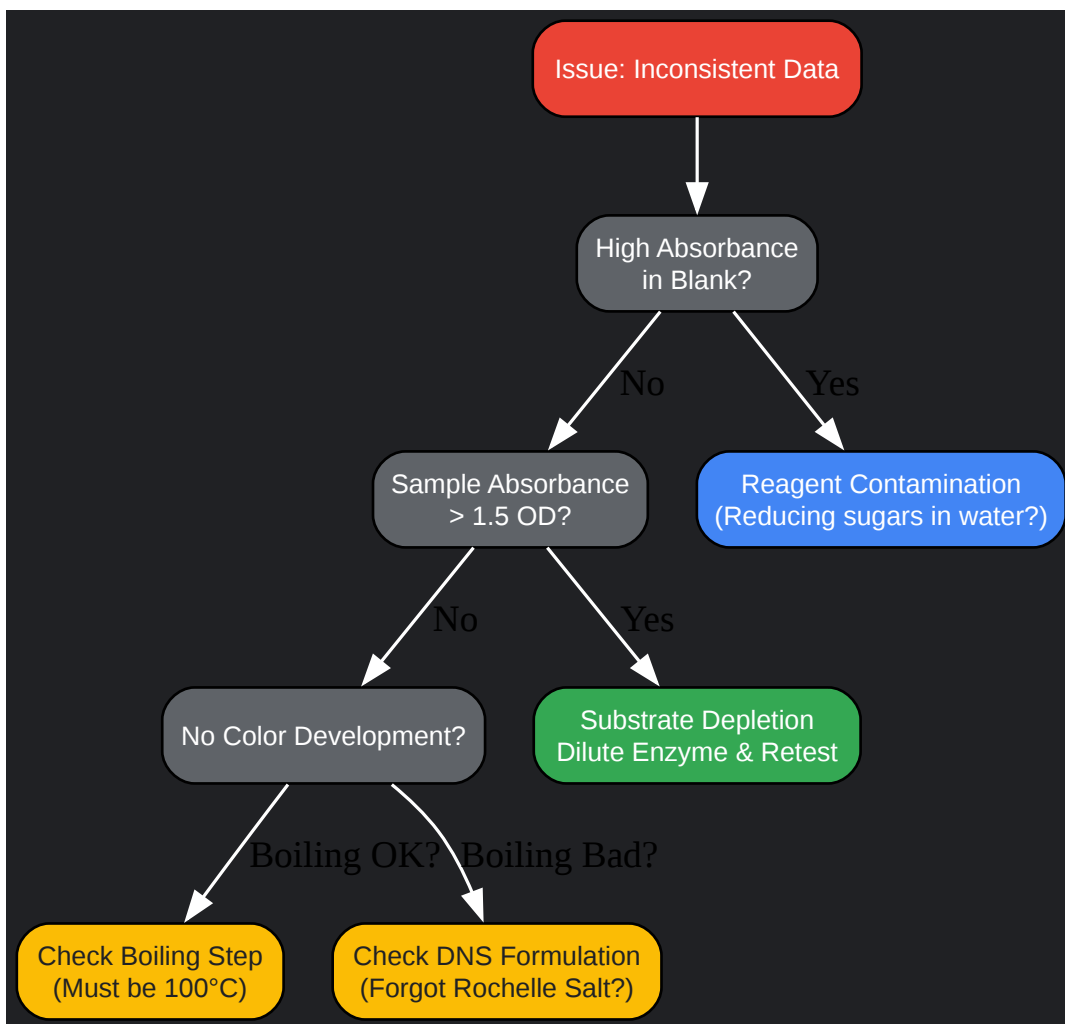 Issue: Inconsistent Data
High Absorbance
in Blank?
No
Yes
Sample Absorbance
> 1.5 OD?
Reagent Contamination
(Reducing sugars in water?)
No
Yes
No Color Development?
Substrate Depletion
Dilute Enzyme & Retest
Boiling OK?
Boiling Bad?
Check Boiling Step
(Must be 100°C)
Check DNS Formulation
(Forgot Rochelle Salt?)